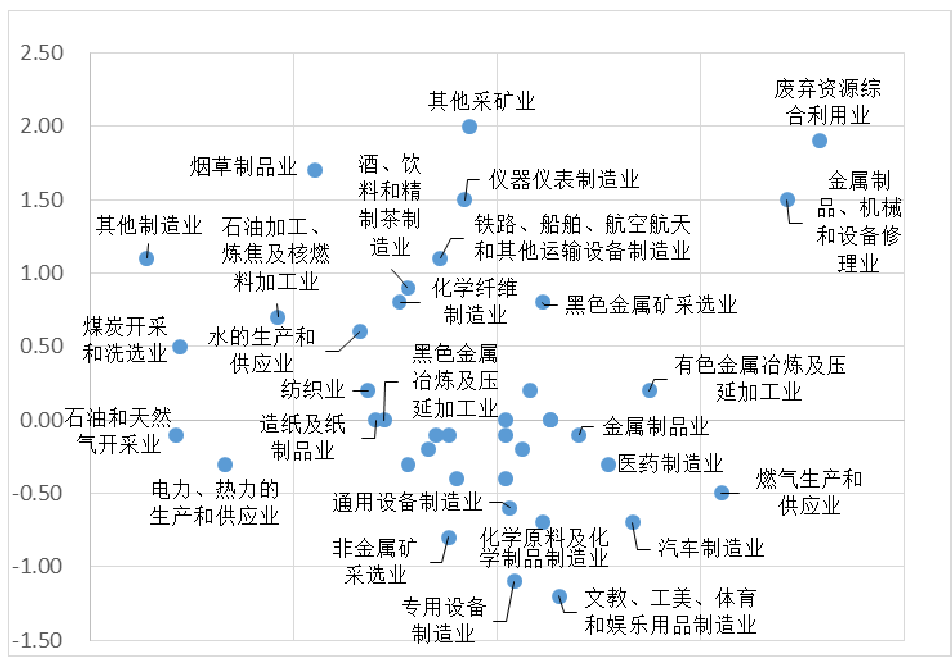 2.50
2.00
1.50
1.00
0.50
0.00
-0.50
-1.00
-1.50
其他采矿业
废弃资源综
合利用业
烟草制品业
酒、饮
料和精
制茶制
造业
仪器仪表制造业
金属制
品、机械
和设备修
理业
其他制造业
石油加工、
炼焦及核燃
料加工业
铁路、船舶、航空航天
和其他运输设备制造业
化学纤维
制造业
黑色金属矿采选业
煤炭开采
和洗选业
水的生产和
供应业
黑色金属
冶炼及压
延加工业
有色金属冶炼及压
延加工业
纺织业
石油和天然
气开采业
造纸及纸
制品业
金属制品业
医药制造业
电力、热力的
生产和供应业
通用设备制造业
燃气生产和
供应业
非金属矿
采选业
化学原料及化
学制品制造业
汽车制造业
专用设备
制造业
文教、工美、体育
和娱乐用品制造业